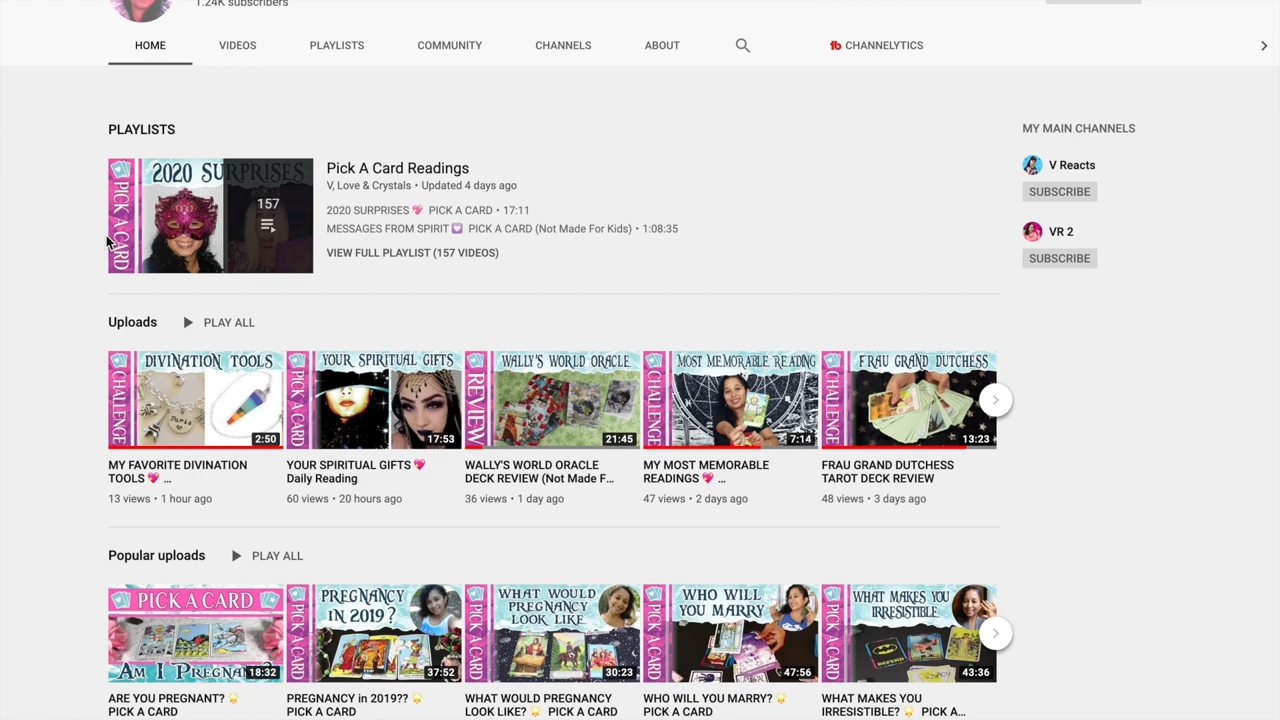 1.24K subscribers
HOME
VIDEOS
PLAYLISTS
COMMUNITY
CHANNELS
ABOUT
CHANNELYTICS
PLAYLISTS
MY MAIN CHANNELS
PICK A CARD
2020 SURPRISES
157
Pick A Card Readings
V, Love & Crystals • Updated 4 days ago
2020 SURPRISES 💖 PICK A CARD • 17:11
MESSAGES FROM SPIRIT 💟 PICK A CARD (Not Made For Kids) • 1:08:35
VIEW FULL PLAYLIST (157 VIDEOS)
V Reacts
SUBSCRIBE
VR 2
SUBSCRIBE
Uploads
PLAY ALL
CHALLENGE
DIVINATION TOOLS
Paris
2:50
PICK A CARD
YOUR SPIRITUAL GIFTS
17:53
REVIEW
WALLY'S WORLD ORACLE
21:45
CHALLENGE
MOST MEMORABLE READING
7:14
CHALLENGE
FRAU GRAND DUTCHESS
13:23
MY FAVORITE DIVINATION
TOOLS 💖 ...
13 views • 1 hour ago
YOUR SPIRITUAL GIFTS 💖
Daily Reading
60 views • 20 hours ago
WALLY'S WORLD ORACLE
DECK REVIEW (Not Made F...
36 views • 1 day ago
MY MOST MEMORABLE
READINGS 💖 ...
47 views • 2 days ago
FRAU GRAND DUTCHESS
TAROT DECK REVIEW
48 views • 3 days ago
Popular uploads
PLAY ALL
PICK A CARD
AM I PREGNANT?
18:32
PICK A CARD
PREGNANCY
IN 2019?
37:52
PICK A CARD
WHAT WOULD
PREGNANCY
LOOK LIKE
30:23
PICK A CARD
WHO WILL
YOU MARRY
47:56
PICK A CARD
WHAT MAKES YOU
IRRESISTIBLE
DEFEND
43:36
ARE YOU PREGNANT? 🌟
PICK A CARD
PREGNANCY in 2019?? 🌟
PICK A CARD
WHAT WOULD PREGNANCY
LOOK LIKE? 🌟 PICK A CARD
WHO WILL YOU MARRY? 🌟
PICK A CARD
WHAT MAKES YOU
IRRESISTIBLE? 🌟 PICK A...